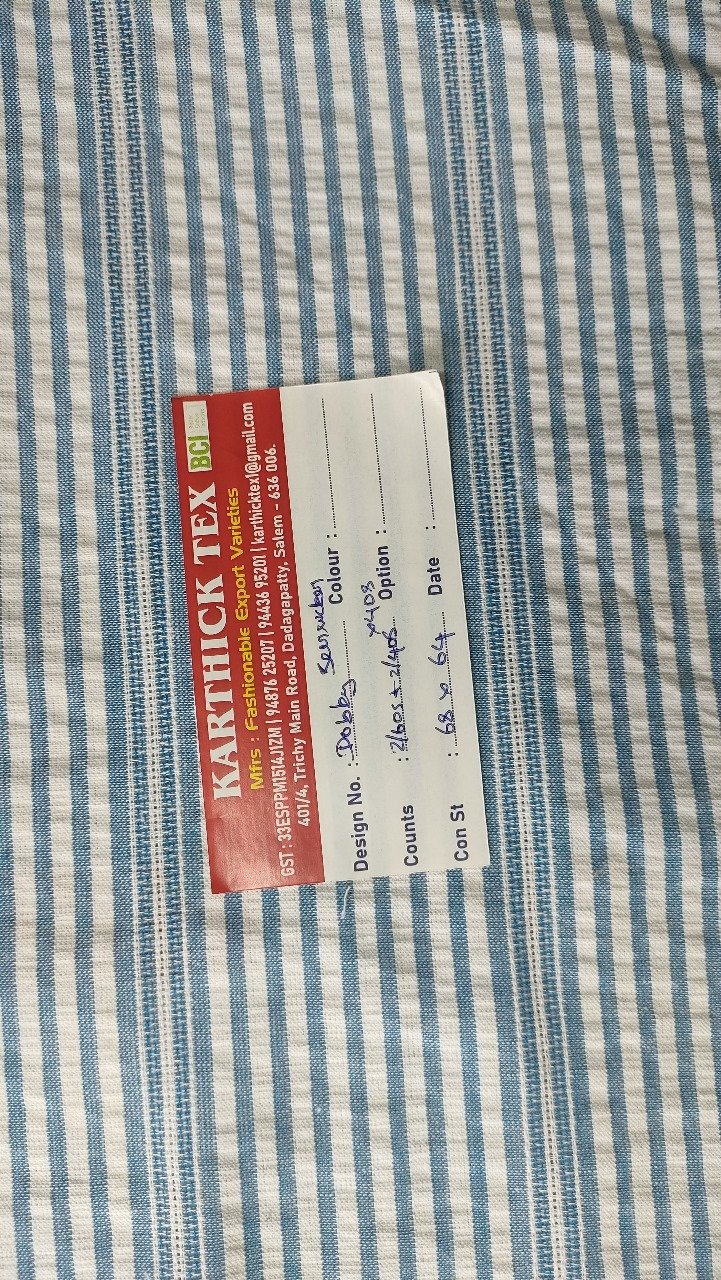 KARTHICK TEX BCI
Mfrs : Fashionable Export Varieties
GST : 33ESPPM1514J1ZM | 94876 25207 | 94436 95201 | karthicktex1@gmail.com
401/4, Trichy Main Road, Dadagapatty, Salem - 636 006.
Design No. : Dobby Seersucker Colour :
Counts : 2/60s + 2/40s x 40s Option :
Con St : 68 x 64 Date :